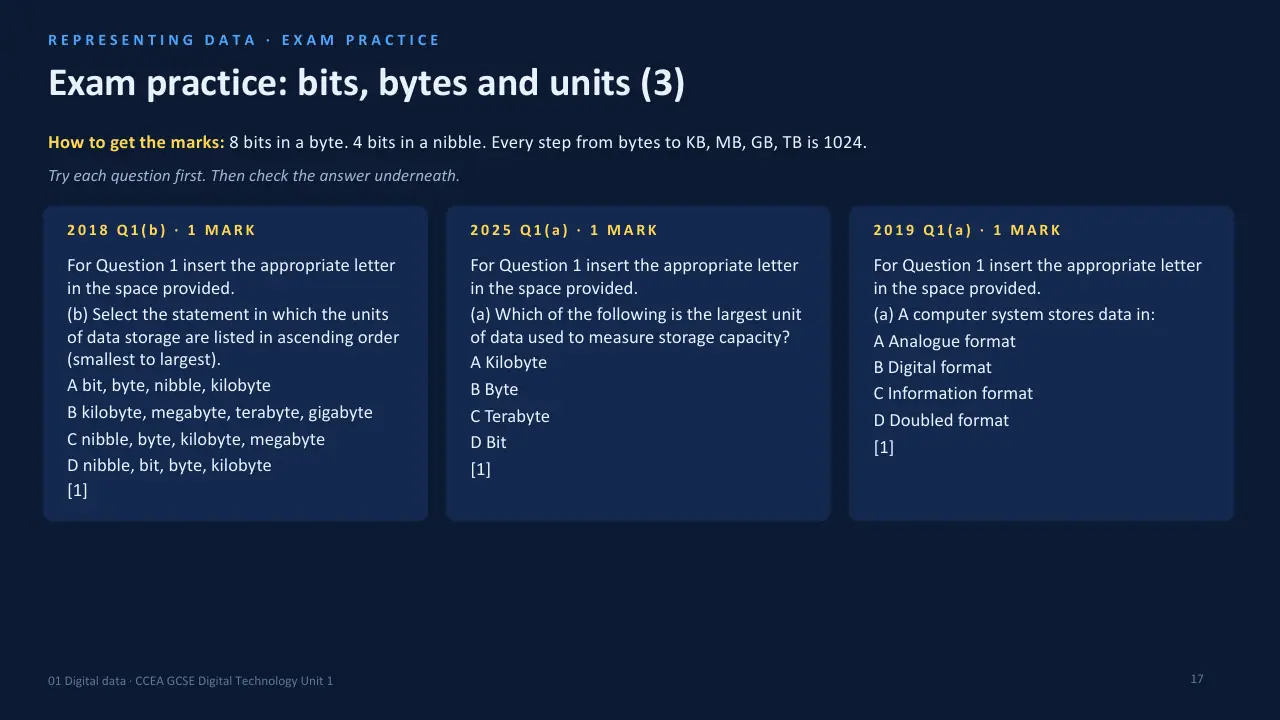 REPRESENTING DATA · EXAM PRACTICE
Exam practice: bits, bytes and units (3)
How to get the marks: 8 bits in a byte. 4 bits in a nibble. Every step from bytes to KB, MB, GB, TB is 1024.
Try each question first. Then check the answer underneath.
2018 Q1(b) · 1 MARK
For Question 1 insert the appropriate letter
in the space provided.
(b) Select the statement in which the units
of data storage are listed in ascending order
(smallest to largest).
A bit, byte, nibble, kilobyte
B kilobyte, megabyte, terabyte, gigabyte
C nibble, byte, kilobyte, megabyte
D nibble, bit, byte, kilobyte
[1]
2025 Q1(a) · 1 MARK
For Question 1 insert the appropriate letter
in the space provided.
(a) Which of the following is the largest unit
of data used to measure storage capacity?
A Kilobyte
B Byte
C Terabyte
D Bit
[1]
2019 Q1(a) · 1 MARK
For Question 1 insert the appropriate letter
in the space provided.
(a) A computer system stores data in:
A Analogue format
B Digital format
C Information format
D Doubled format
[1]
01 Digital data · CCEA GCSE Digital Technology Unit 1
17